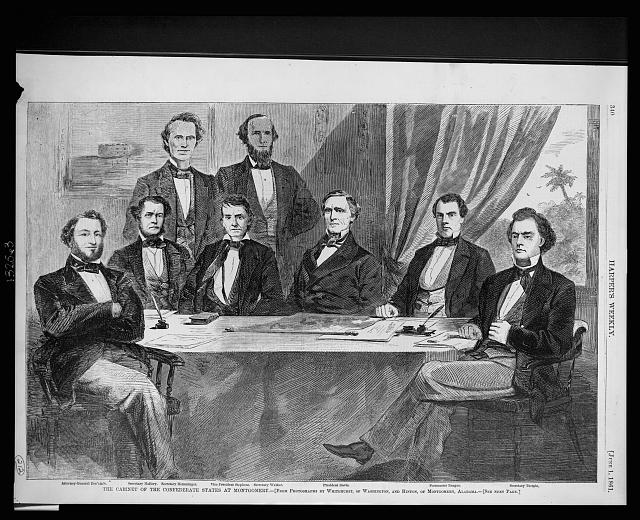 340
HARPER'S WEEKLY.
[June 1, 1861.
Attorney-General Benjamin. Secretary Mallory. Secretary Memminger. Vice-President Stephens. Secretary Walker. President Davis. Postmaster Reagan. Secretary Toombs.
THE CABINET OF THE CONFEDERATE STATES AT MONTGOMERY.—[From Photographs by Whitehurst, of Washington, and Hinton, of Montgomery, Alabama.—[See next Page.]